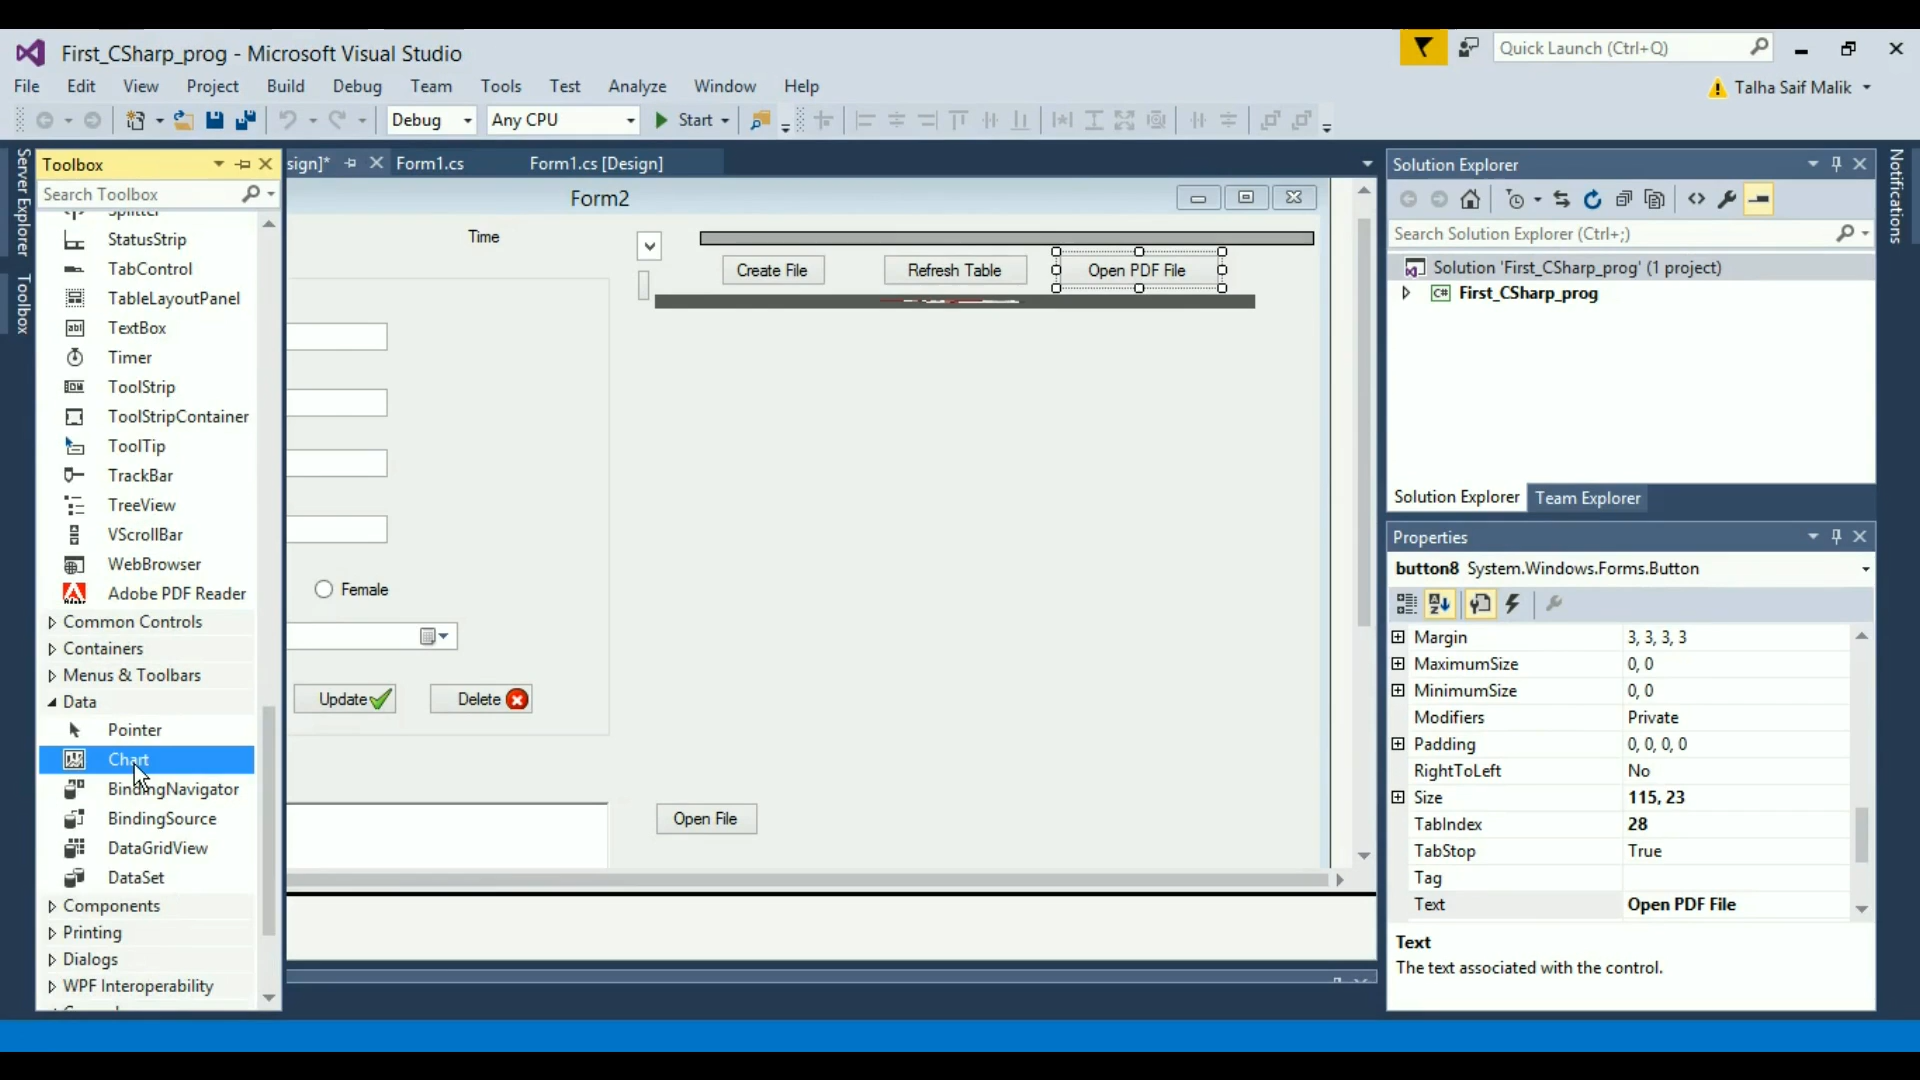 First_CSharp_prog - Microsoft Visual Studio
Quick Launch (Ctrl+Q)
File Edit View Project Build Debug Team Tools Test Analyze Window Help
Talha Saif Malik
Debug
Any CPU
Start
Server Explorer
Toolbox
Toolbox
Search Toolbox
Splitter
StatusStrip
TabControl
TableLayoutPanel
TextBox
Timer
ToolStrip
ToolStripContainer
ToolTip
TrackBar
TreeView
VScrollBar
WebBrowser
Adobe PDF Reader
Common Controls
Containers
Menus & Toolbars
Data
Pointer
Chart
BindingNavigator
BindingSource
DataGridView
DataSet
Components
Printing
Dialogs
WPF Interoperability
sign]*
Form1.cs
Form1.cs [Design]
Form2
Time
Create File
Refresh Table
Open PDF File
Female
Update
Delete
Open File
Solution Explorer
Search Solution Explorer (Ctrl+;)
Solution 'First_CSharp_prog' (1 project)
C# First_CSharp_prog
Solution Explorer
Team Explorer
Properties
button8 System.Windows.Forms.Button
Margin 3, 3, 3, 3
MaximumSize 0, 0
MinimumSize 0, 0
Modifiers Private
Padding 0, 0, 0, 0
RightToLeft No
Size 115, 23
TabIndex 28
TabStop True
Tag
Text Open PDF File
Text
The text associated with the control.
Notifications